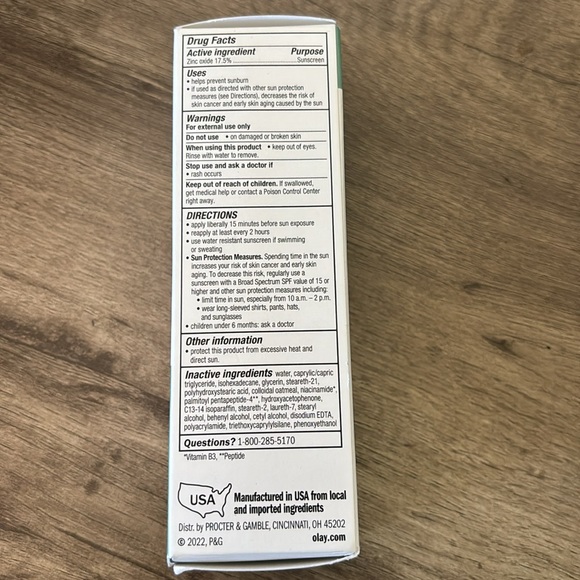 Drug Facts
Active ingredient Purpose
Zinc oxide 17.5% Sunscreen
Uses
• helps prevent sunburn
• if used as directed with other sun protection
measures (see Directions), decreases the risk of
skin cancer and early skin aging caused by the sun
Warnings
For external use only
Do not use • on damaged or broken skin
When using this product • keep out of eyes.
Rinse with water to remove.
Stop use and ask a doctor if
• rash occurs
Keep out of reach of children. If swallowed,
get medical help or contact a Poison Control Center
right away.
DIRECTIONS
• apply liberally 15 minutes before sun exposure
• reapply at least every 2 hours
• use water resistant sunscreen if swimming
or sweating
• Sun Protection Measures. Spending time in the sun
increases your risk of skin cancer and early skin
aging. To decrease this risk, regularly use a
sunscreen with a Broad Spectrum SPF value of 15 or
higher and other sun protection measures including:
• limit time in sun, especially from 10 a.m. – 2 p.m.
• wear long-sleeved shirts, pants, hats,
and sunglasses
• children under 6 months: ask a doctor
Other information
• protect this product from excessive heat and
direct sun.
Inactive ingredients water, caprylic/capric
triglyceride, isohexadecane, glycerin, steareth-21,
polyhydroxystearic acid, colloidal oatmeal, niacinamide*,
palmitoyl pentapeptide-4**, hydroxyacetophenone,
C13-14 isoparaffin, steareth-2, laureth-7, stearyl
alcohol, behenyl alcohol, cetyl alcohol, disodium EDTA,
polyacrylamide, triethoxycaprylylsilane, phenoxyethanol
Questions? 1-800-285-5170
*Vitamin B3, **Peptide
USA
Manufactured in USA from local
and imported ingredients
Distr. by PROCTER & GAMBLE, CINCINNATI, OH 45202
© 2022, P&G olay.com